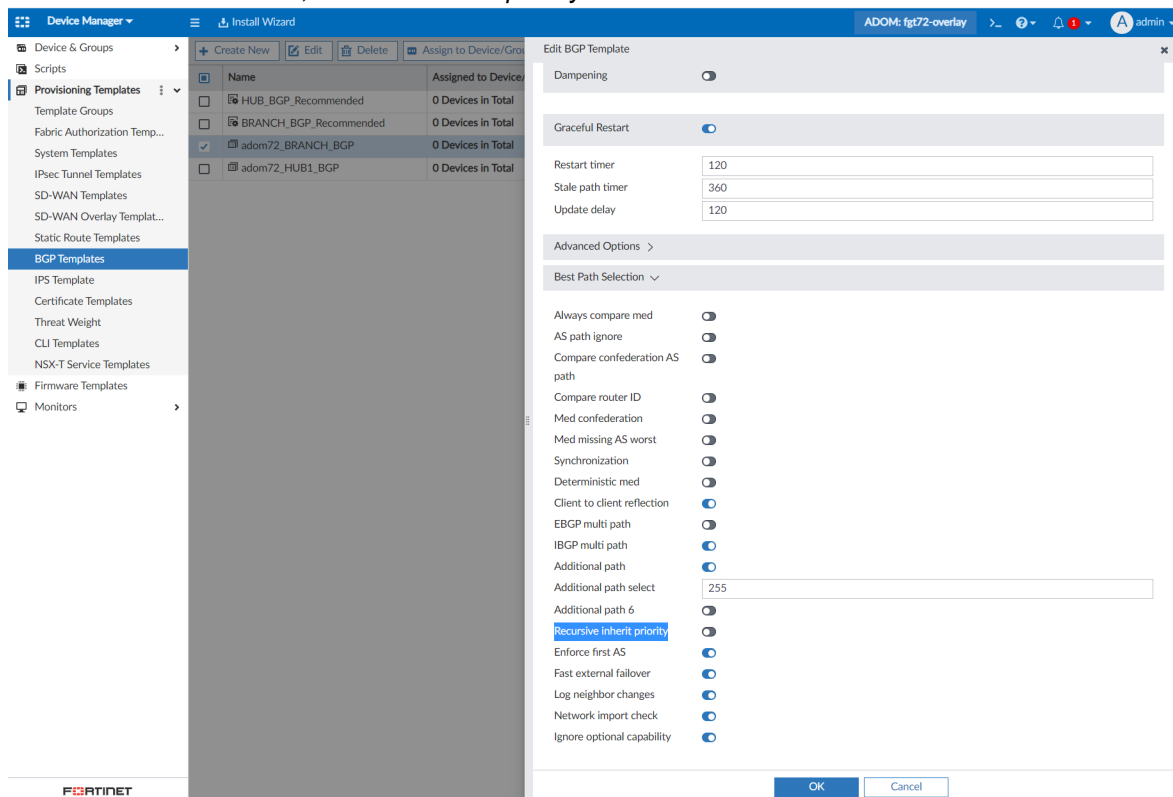 Device Manager
Install Wizard
ADOM: fgt72-overlay
>_
?
1
A admin
Device & Groups
Scripts
Provisioning Templates
Template Groups
Fabric Authorization Temp...
System Templates
IPsec Tunnel Templates
SD-WAN Templates
SD-WAN Overlay Templat...
Static Route Templates
BGP Templates
IPS Template
Certificate Templates
Threat Weight
CLI Templates
NSX-T Service Templates
Firmware Templates
Monitors
FORTINET
+ Create New Edit Delete Assign to Device/Grou
Name Assigned to Device/
HUB_BGP_Recommended 0 Devices in Total
BRANCH_BGP_Recommended 0 Devices in Total
adom72_BRANCH_BGP 0 Devices in Total
adom72_HUB1_BGP 0 Devices in Total
Edit BGP Template
Dampening
Graceful Restart
Restart timer 120
Stale path timer 360
Update delay 120
Advanced Options >
Best Path Selection
Always compare med
AS path ignore
Compare confederation AS
path
Compare router ID
Med confederation
Med missing AS worst
Synchronization
Deterministic med
Client to client reflection
EBGP multi path
IBGP multi path
Additional path
Additional path select 255
Additional path 6
Recursive inherit priority
Enforce first AS
Fast external failover
Log neighbor changes
Network import check
Ignore optional capability
OK Cancel